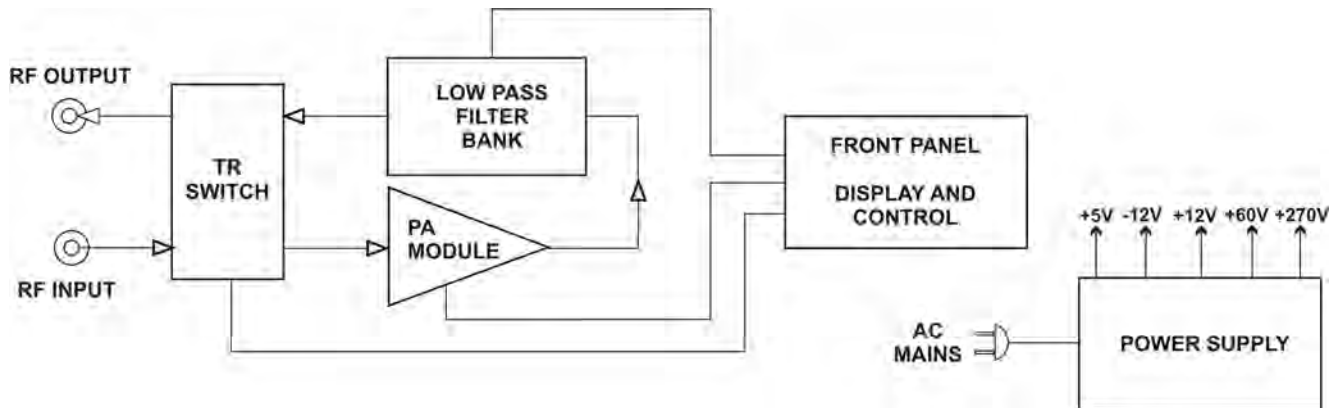 RF OUTPUT
RF INPUT
TR
SWITCH
LOW PASS
FILTER
BANK
PA
MODULE
FRONT PANEL
DISPLAY AND
CONTROL
+5V -12V +12V +60V +270V
AC
MAINS
POWER SUPPLY